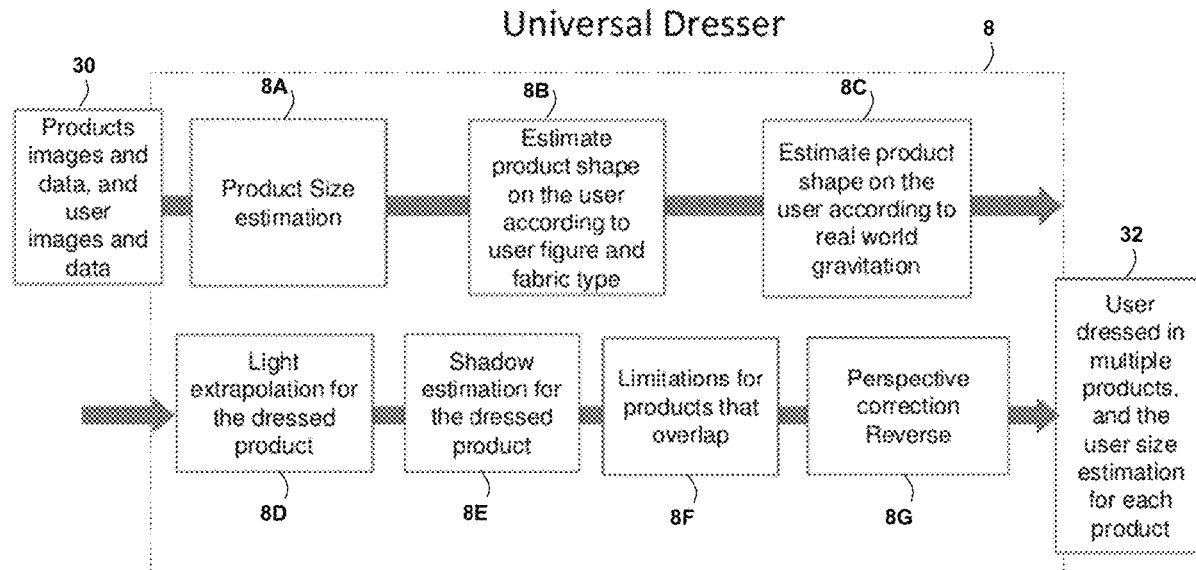 Universal Dresser
8
30
8A
8B
8C
Products
images and
data, and
user
images and
data
Product Size
estimation
Estimate
product shape
on the user
according to
user figure and
fabric type
Estimate product
shape on the
user according to
real world
gravitation
32
User
dressed in
multiple
products,
and the
user size
estimation
for each
product
Light
extrapolation for
the dressed
product
Shadow
estimation for
the dressed
product
Limitations for
products that
overlap
Perspective
correction
Reverse
8D
8E
8F
8G